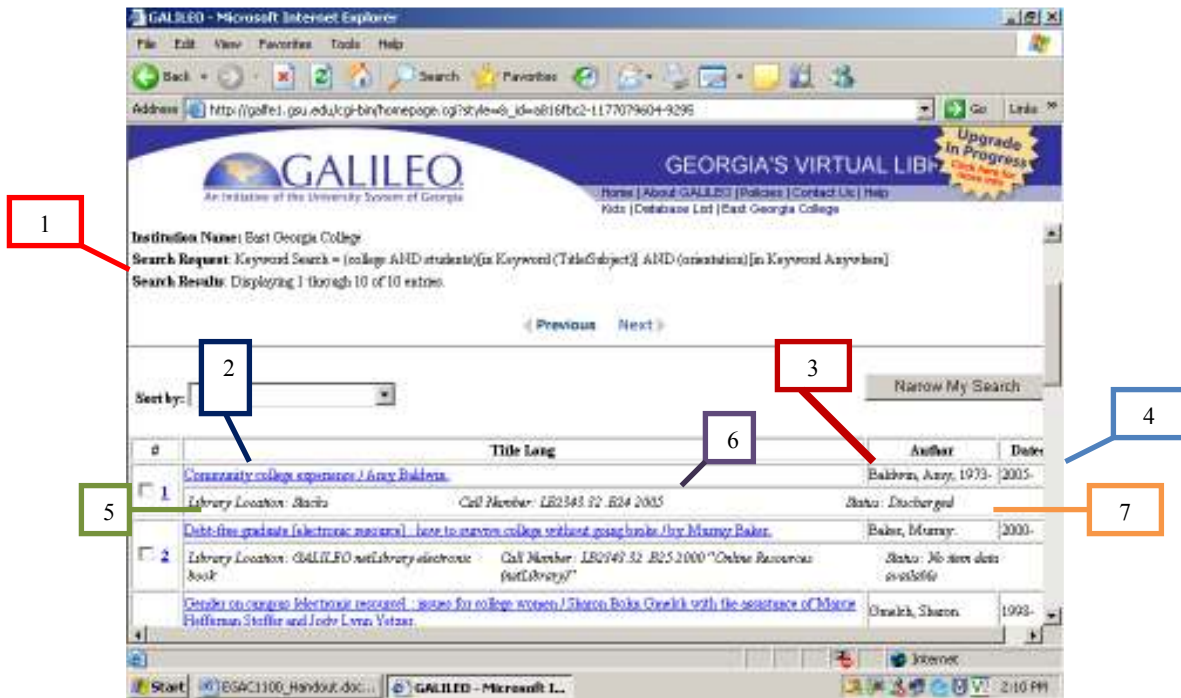 GALILEO - Microsoft Internet Explorer
File Edit View Favorites Tools Help
Back Search Favorites
Address http://galfe1.gsu.edu/cgi-bin/homepage.cgi?style=&_id=a816fbc2-1177079604-9295 Go Links »
GALILEO
An Initiative of the University System of Georgia
GEORGIA'S VIRTUAL LIB
Upgrade In Progress
Click here for more info
Home | About GALILEO | Policies | Contact Us | Help
Kids | Database List | East Georgia College
1
Institution Name: East Georgia College
Search Request: Keyword Search = (college AND students)[in Keyword (Title/Subject)] AND (orientation)[in Keyword Anywhere]
Search Results: Displaying 1 through 10 of 10 entries.
Previous Next
2
3
4
Sort by:
Narrow My Search
6
# Title Long Author Date
Community college experience / Amy Baldwin. Baldwin, Amy, 1973- 2005-
1
5
Library Location: Stacks Call Number: LB2343.32 .B24 2005 Status: Discharged
7
Debt-free graduate [electronic resource] : how to survive college without going broke / by Murray Baker. Baker, Murray. 2000-
2 Library Location: GALILEO netLibrary electronic book Call Number: LB2343.32 .B25 2000 "Online Resources (netLibrary)" Status: No item data available
Gender on campus [electronic resource] : issues for college women / Sharon Bohn Gmelch with the assistance of Marcie Heffernan Stoffer and Jody Lynn Yetzer. Gmelch, Sharon 1998-
Internet
Start EGAC1100_Handout.doc... GALILEO - Microsoft I... 2:10 PM